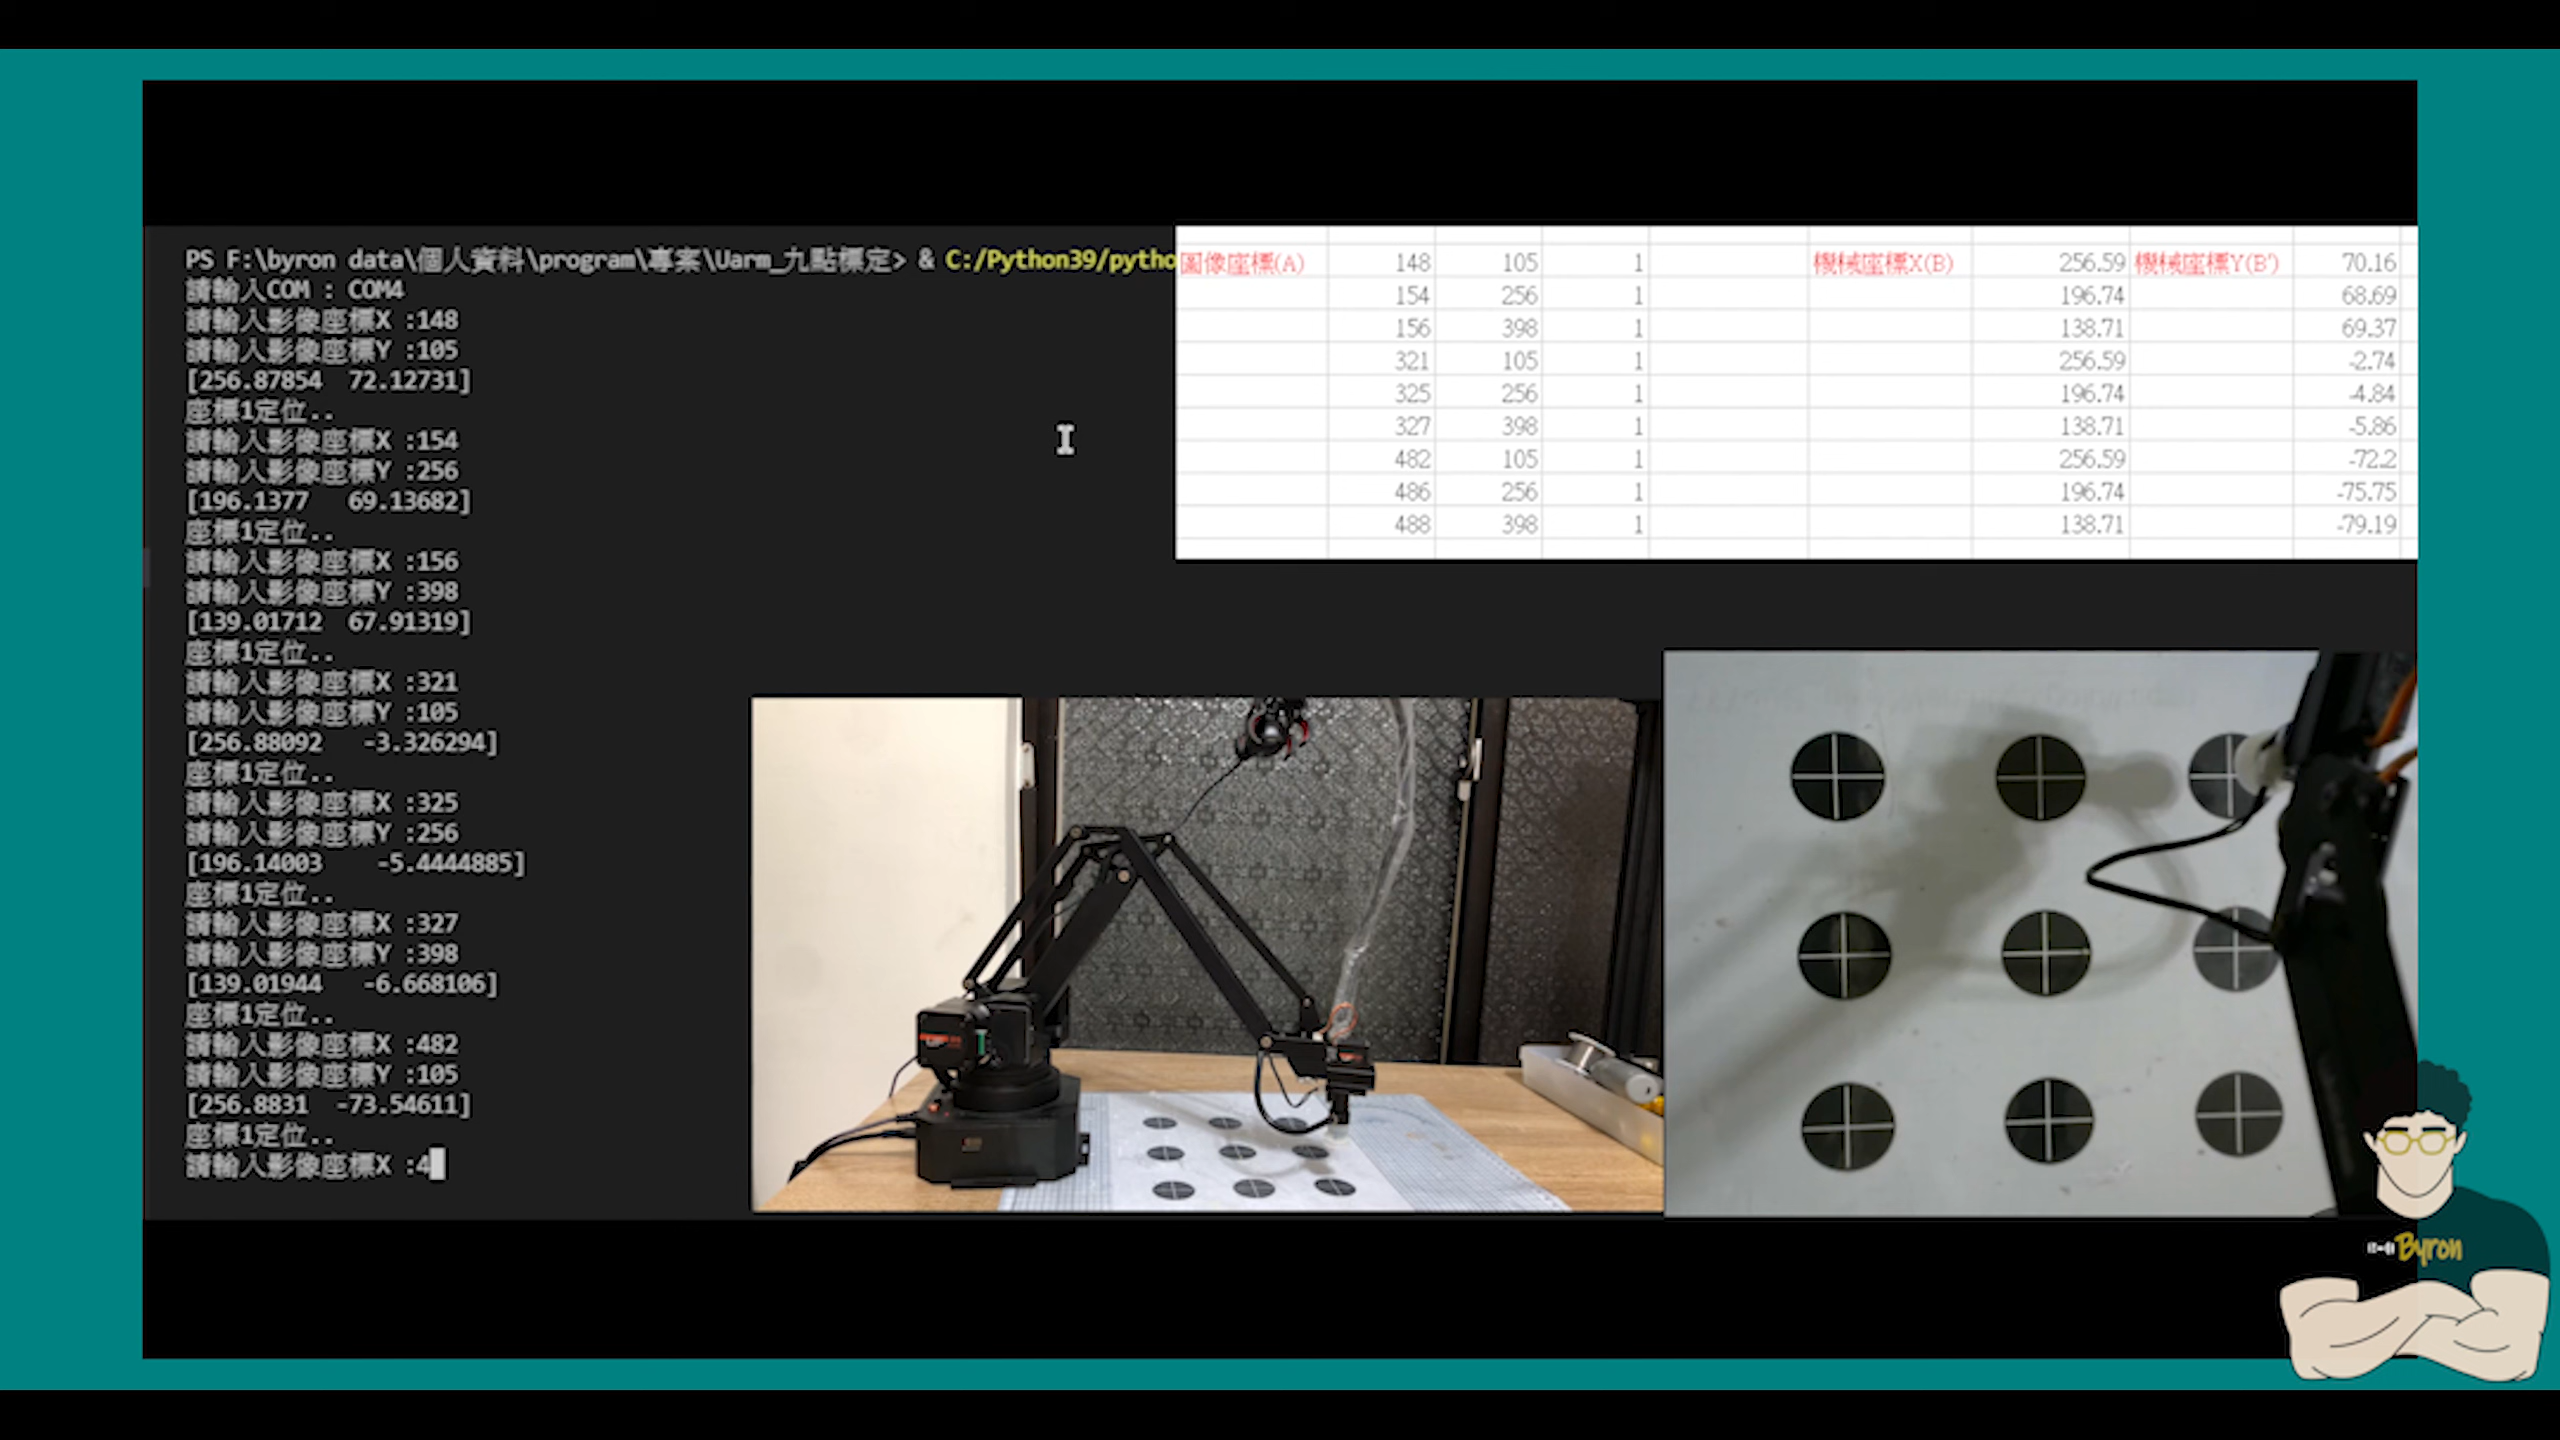 PS F:\byron data\個人資料\program\專案\Uarm_九點標定> & C:/Python39/pytho
請輸入COM : COM4
請輸入影像座標X :148
請輸入影像座標Y :105
[256.87854  72.12731]
座標1定位..
請輸入影像座標X :154
請輸入影像座標Y :256
[196.1377   69.13682]
座標1定位..
請輸入影像座標X :156
請輸入影像座標Y :398
[139.01712  67.91319]
座標1定位..
請輸入影像座標X :321
請輸入影像座標Y :105
[256.88092   -3.326294]
座標1定位..
請輸入影像座標X :325
請輸入影像座標Y :256
[196.14003    -5.4444885]
座標1定位..
請輸入影像座標X :327
請輸入影像座標Y :398
[139.01944   -6.668106]
座標1定位..
請輸入影像座標X :482
請輸入影像座標Y :105
[256.8831  -73.54611]
座標1定位..
請輸入影像座標X :4
圖像座標(A) 148 105 1 機械座標X(B) 256.59 機械座標Y(B') 70.16
154 256 1 196.74 68.69
156 398 1 138.71 69.37
321 105 1 256.59 -2.74
325 256 1 196.74 -4.84
327 398 1 138.71 -5.86
482 105 1 256.59 -72.2
486 256 1 196.74 -75.75
488 398 1 138.71 -79.19
Byron